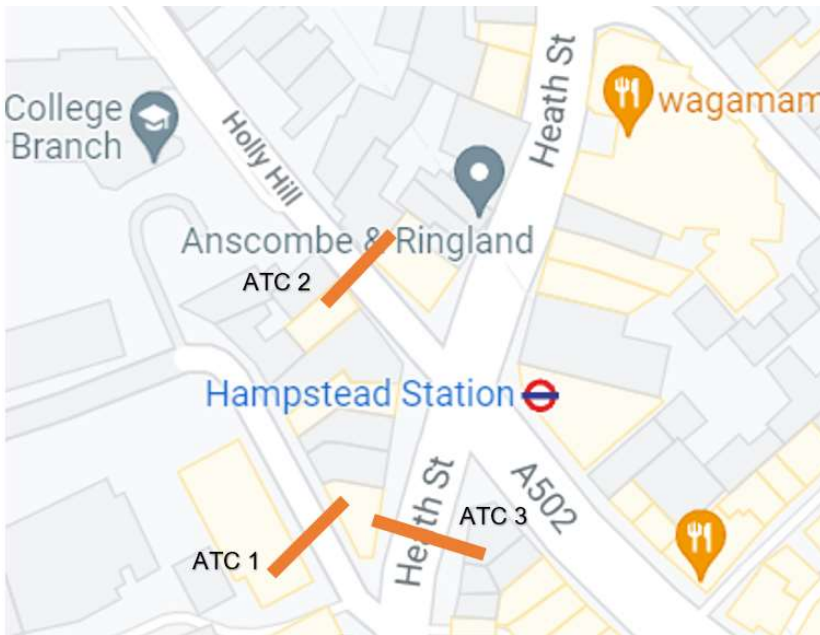 College
Branch
Holly Hill
Heath St
wagamam
Anscombe & Ringland
ATC 2
Hampstead Station
A502
Heath St
ATC 3
ATC 1